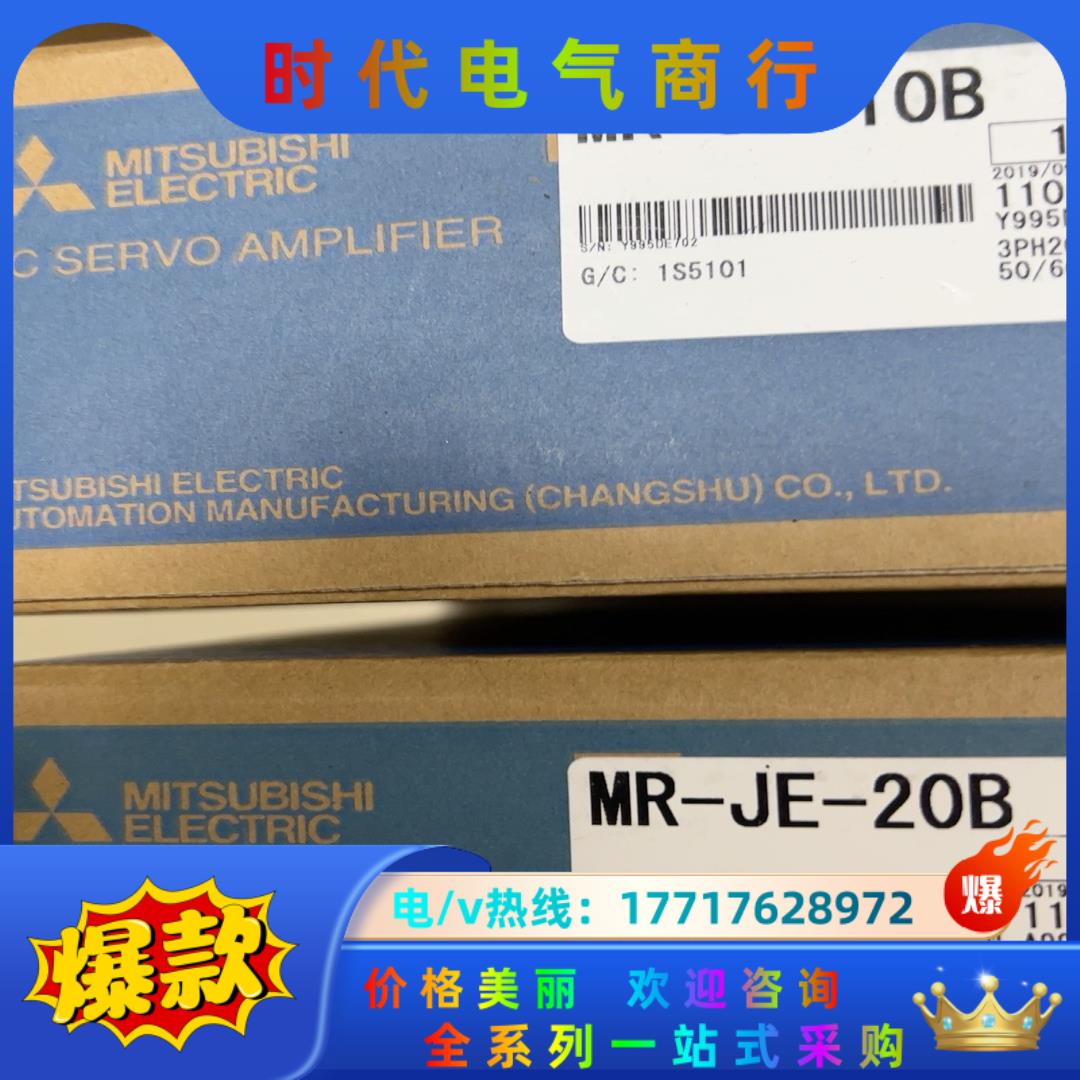 时代电气商行
10B
MITSUBISHI
ELECTRIC
C SERVO AMPLIFIER
2019/0
110
Y995
3PH2
50/6
S/N: Y995DE702
G/C: 1S5101
TSUBISHI ELECTRIC
UTOMATION MANUFACTURING (CHANGSHU) CO., LTD.
MITSUBISHI
ELECTRIC
MR-JE-20B
2019
11
爆
电/v热线：17717628972
爆款
价格美丽 欢迎咨询
全系列一站式采购